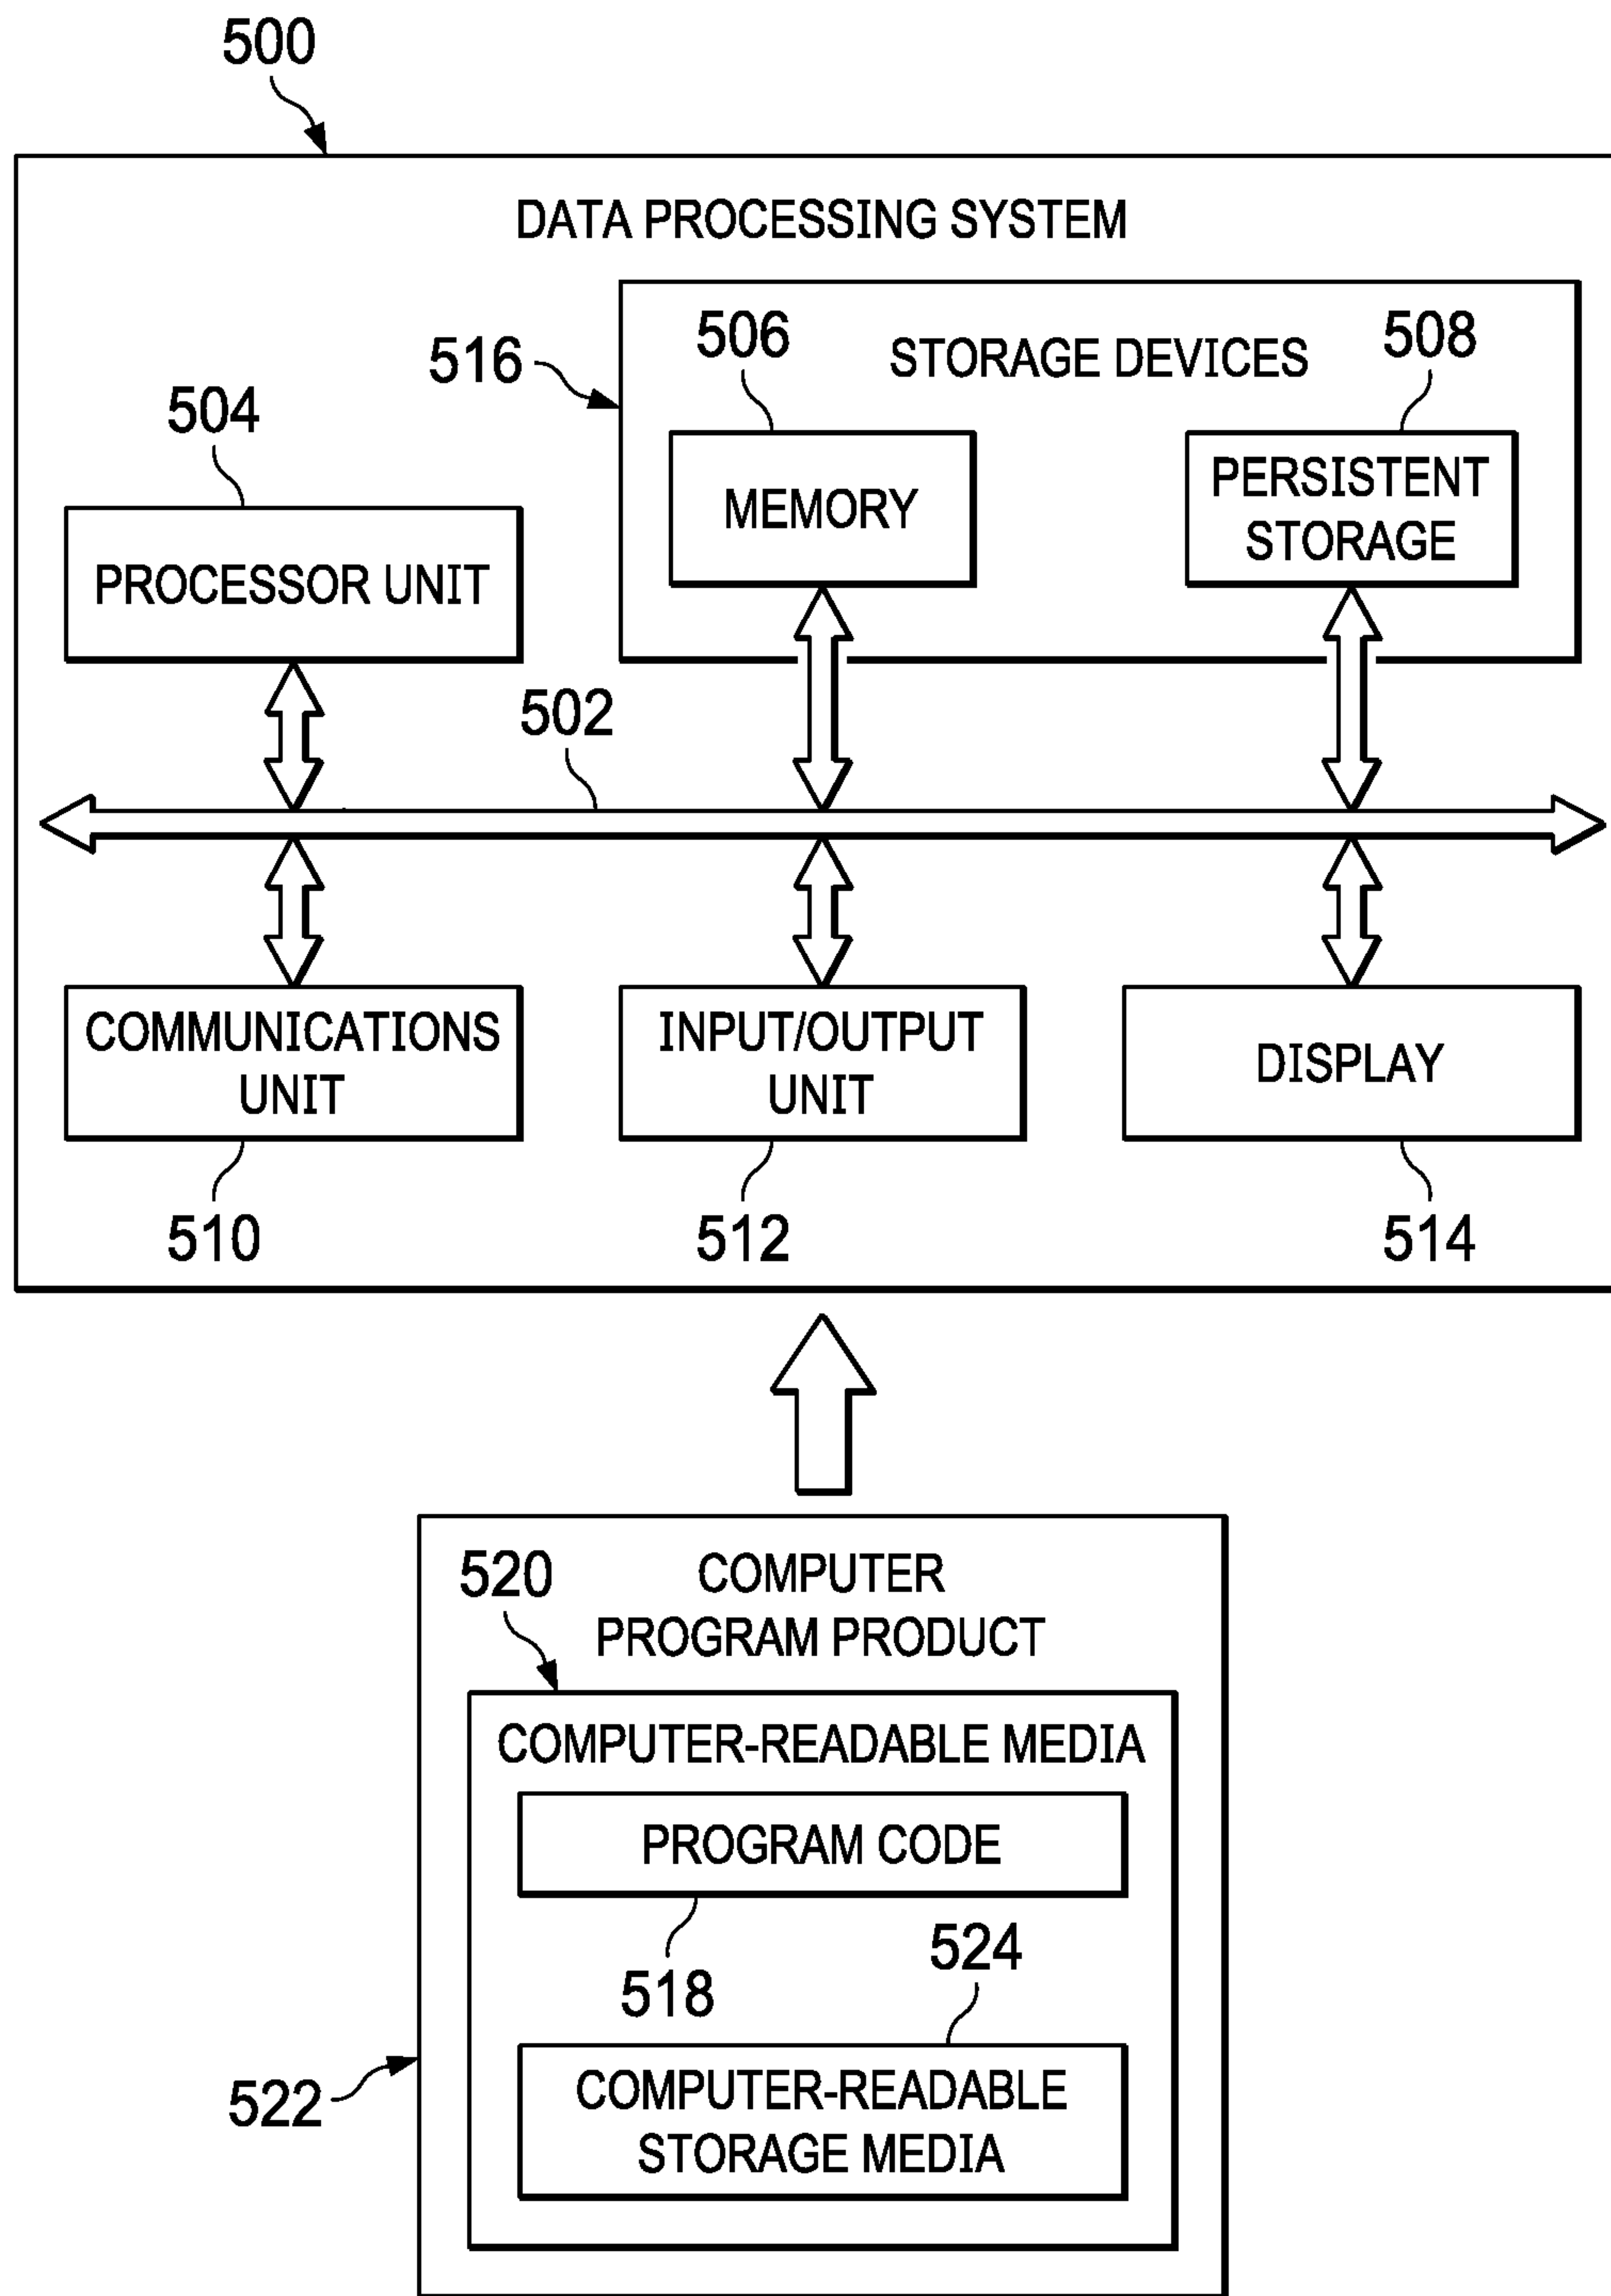 500
DATA PROCESSING SYSTEM
516
506
STORAGE DEVICES
508
504
MEMORY
PERSISTENT
STORAGE
PROCESSOR UNIT
502
COMMUNICATIONS
UNIT
INPUT/OUTPUT
UNIT
DISPLAY
510
512
514
520
COMPUTER
PROGRAM PRODUCT
COMPUTER-READABLE MEDIA
PROGRAM CODE
518
524
522
COMPUTER-READABLE
STORAGE MEDIA